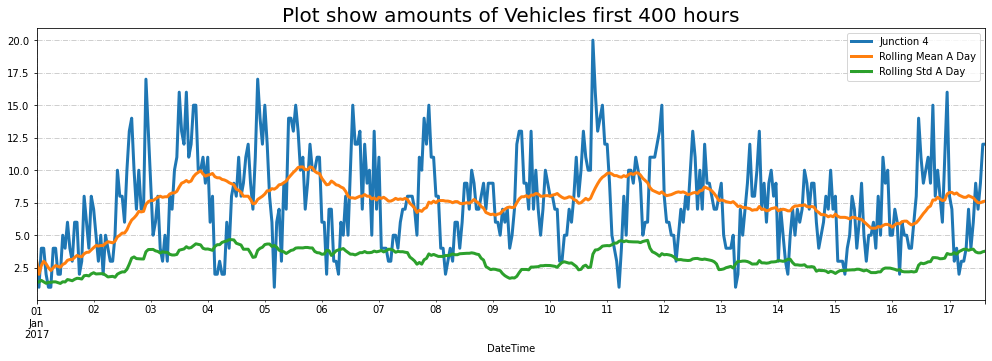 Plot show amounts of Vehicles first 400 hours
20.0
17.5
15.0
12.5
10.0
7.5
5.0
2.5
Junction 4
Rolling Mean A Day
Rolling Std A Day
01 02 03 04 05 06 07 08 09 10 11 12 13 14 15 16 17
Jan
2017
DateTime